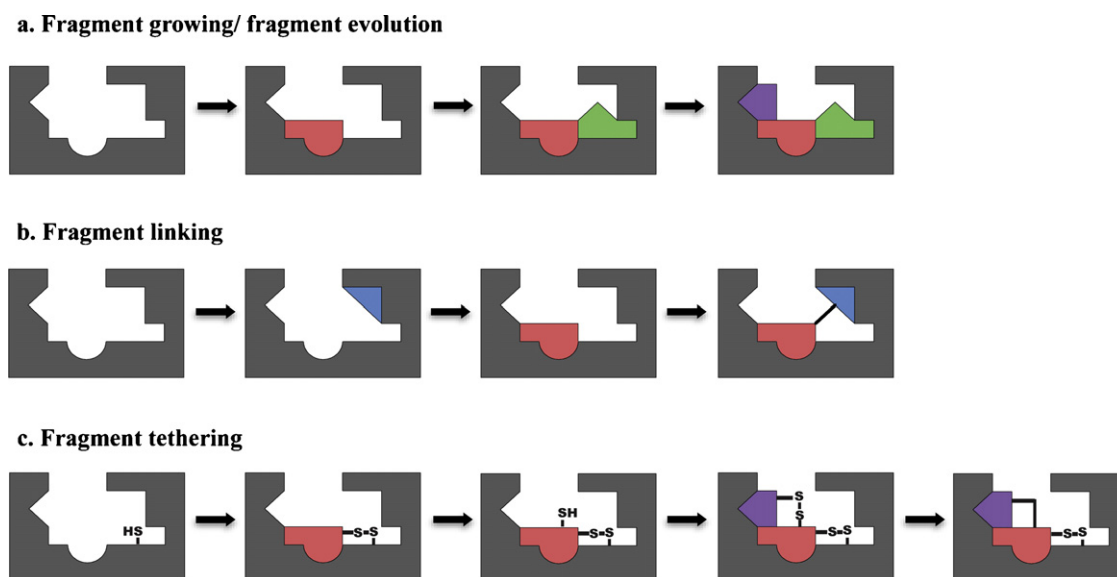 a. Fragment growing/ fragment evolution
b. Fragment linking
c. Fragment tethering
HS
S S
SH
S S
S
S
S S
S S